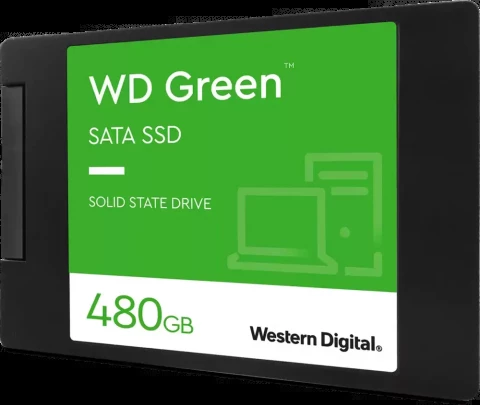 WD Green™
SATA SSD
SOLID STATE DRIVE
480GB
Western Digital®